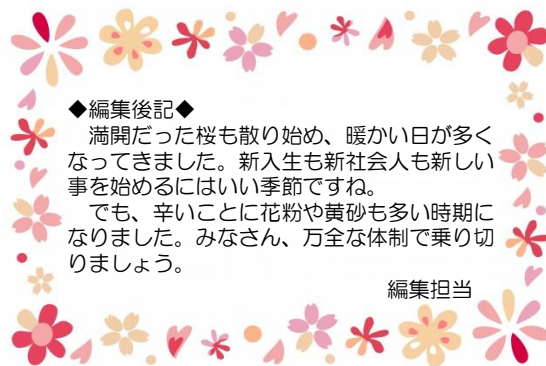 ◆編集後記◆
　満開だった桜も散り始め、暖かい日が多く
なってきました。新入生も新社会人も新しい
事を始めるにはいい季節ですね。
　でも、辛いことに花粉や黄砂も多い時期に
なりました。みなさん、万全な体制で乗り切
りましょう。
編集担当